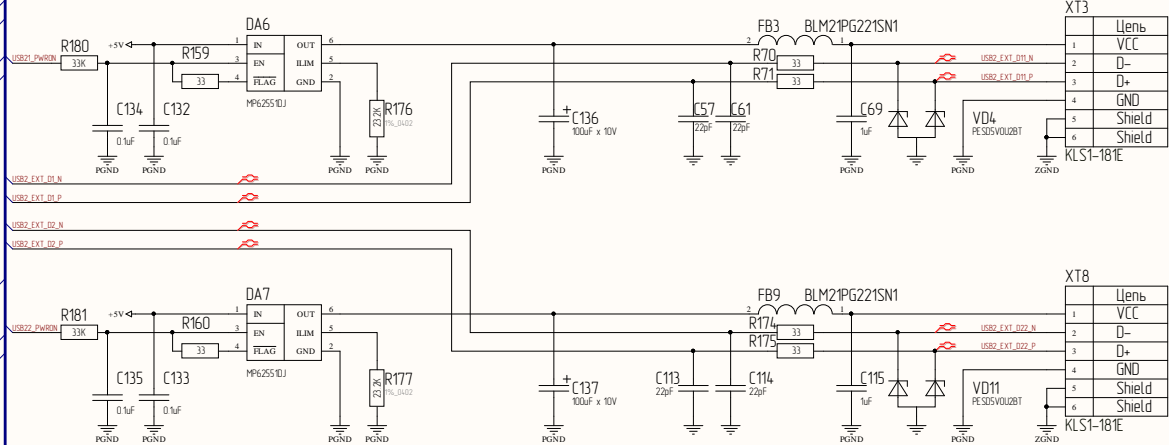 XT3
DA6
FB3 BLM21PG221SN1
Цепь
R180
+5V
1 IN OUT 6
2 1
1 VCC
USB21_PWRON
33K
R159
3 EN ILIM 5
R70
33
USB2_EXT_D11_N
2 D-
33
4 FLAG GND 2
R71
33
USB2_EXT_D11_P
3 D+
MP62551DJ
4 GND
C134
0.1uF
C132
0.1uF
23.2K
R176
1%_0402
C136
100uF x 10V
C57
22pF
C61
22pF
C69
1uF
VD4
PESD5V0U2BT
5 Shield
6 Shield
KLS1-181E
PGND PGND PGND PGND PGND PGND PGND ZGND
USB2_EXT_D1_N
USB2_EXT_D1_P
USB2_EXT_D2_N
USB2_EXT_D2_P
XT8
DA7
FB9 BLM21PG221SN1
Цепь
R181
+5V
1 IN OUT 6
2 1
1 VCC
USB22_PWRON
33K
R160
3 EN ILIM 5
R174
33
USB2_EXT_D22_N
2 D-
33
4 FLAG GND 2
R175
33
USB2_EXT_D22_P
3 D+
MP62551DJ
4 GND
C135
0.1uF
C133
0.1uF
23.2K
R177
1%_0402
C137
100uF x 10V
C113
22pF
C114
22pF
C115
1uF
VD11
PESD5V0U2BT
5 Shield
6 Shield
KLS1-181E
PGND PGND PGND PGND PGND PGND PGND ZGND